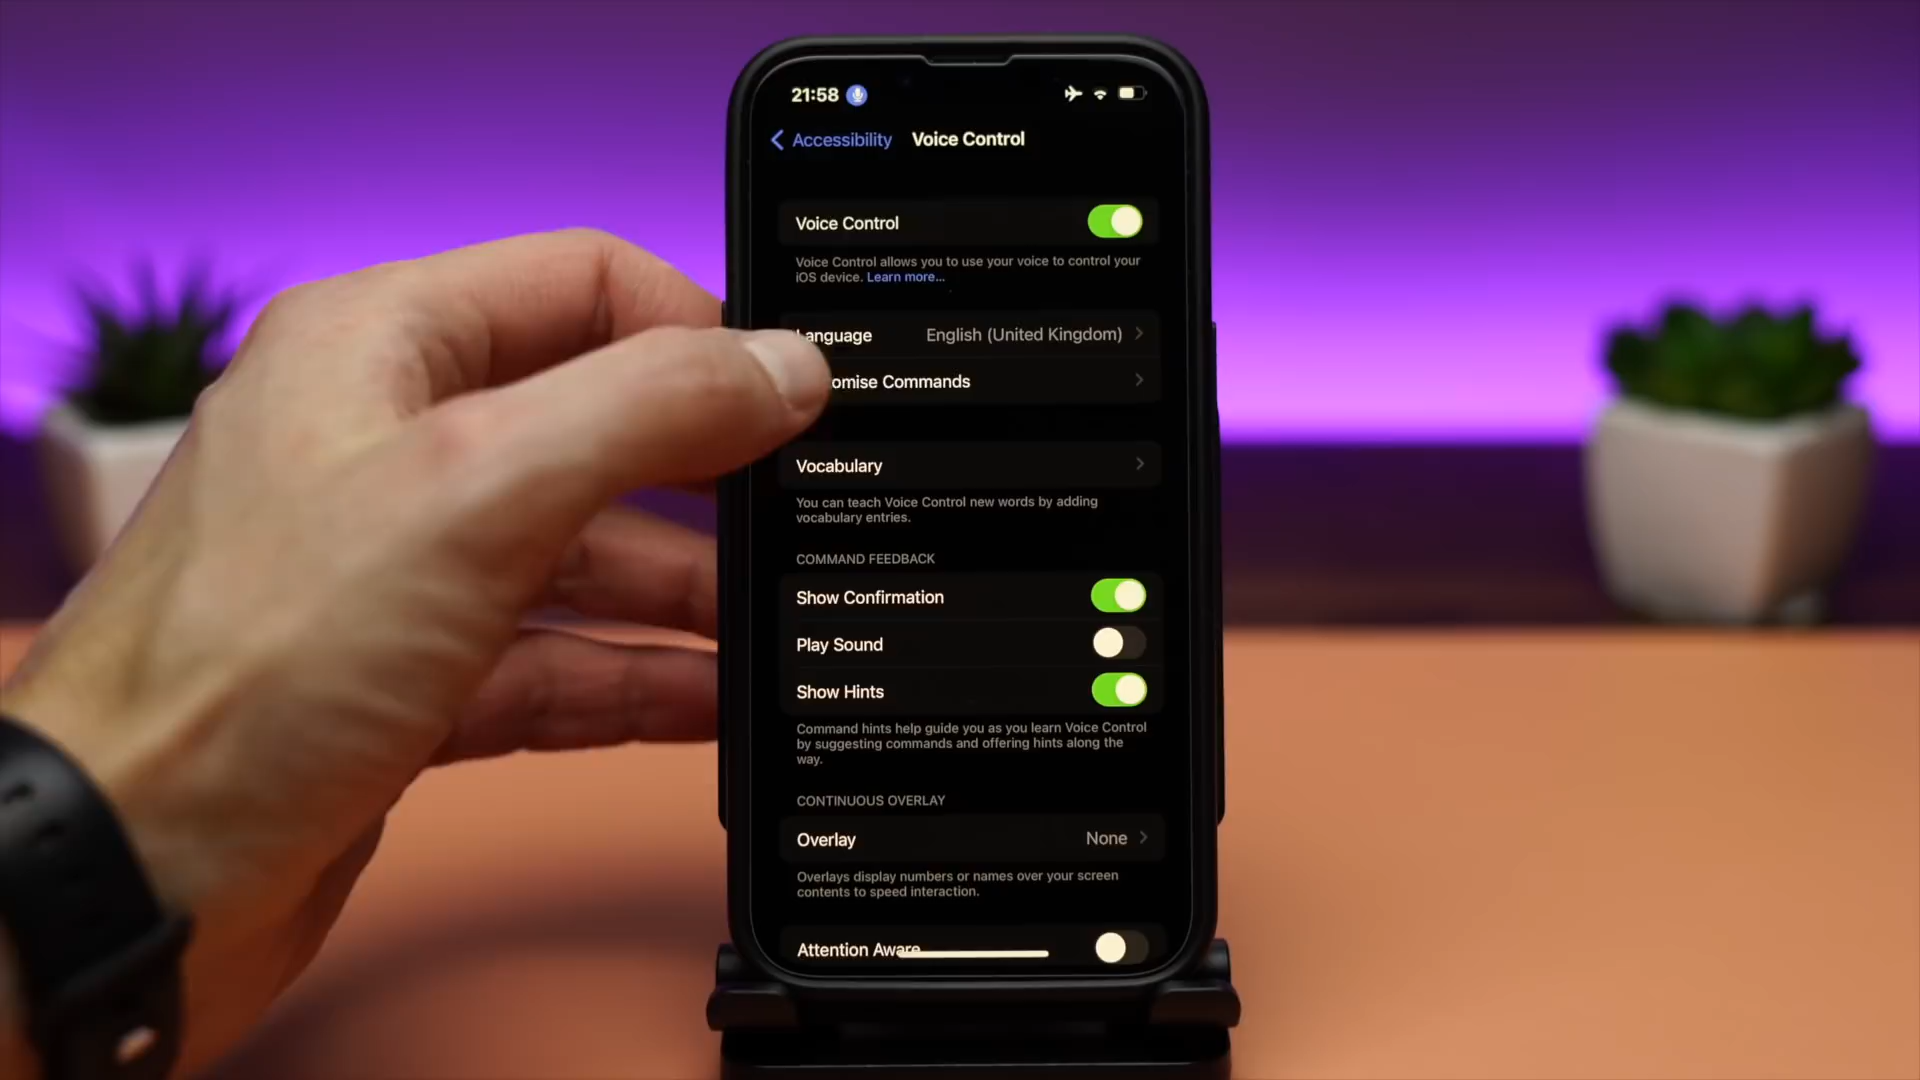 21:58
Accessibility Voice Control
Voice Control
Voice Control allows you to use your voice to control your
iOS device. Learn more...
anguage English (United Kingdom)
omise Commands
Vocabulary
You can teach Voice Control new words by adding
vocabulary entries.
COMMAND FEEDBACK
Show Confirmation
Play Sound
Show Hints
Command hints help guide you as you learn Voice Control
by suggesting commands and offering hints along the
way.
CONTINUOUS OVERLAY
Overlay None
Overlays display numbers or names over your screen
contents to speed interaction.
Attention Aware